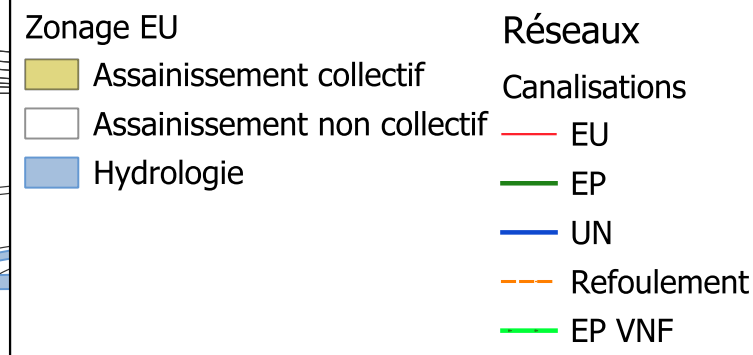 Zonage EU
Assainissement collectif
Assainissement non collectif
Hydrologie
Réseaux
Canalisations
EU
EP
UN
Refoulement
EP VNF